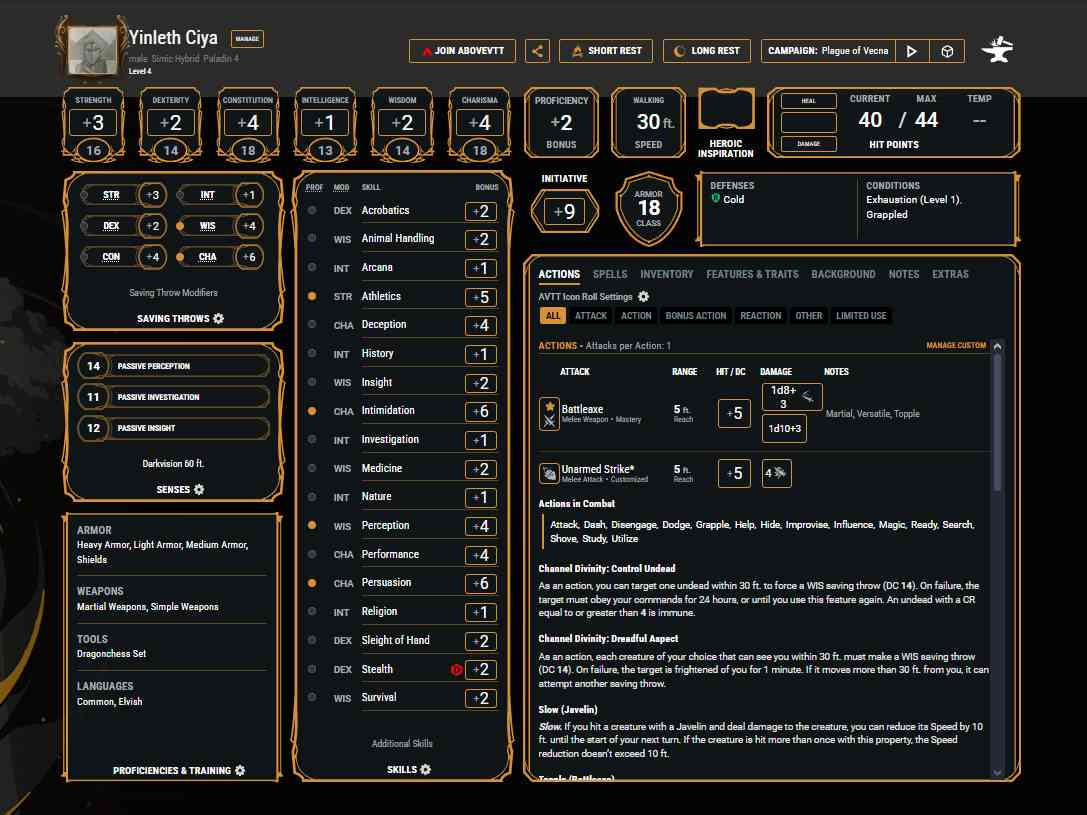 Yinleth Ciya MANAGE
male Simic Hybrid Paladin 4
Level 4
JOIN ABOVEVTT
SHORT REST
LONG REST
CAMPAIGN: Plague of Vecna
STRENGTH
+3
16
DEXTERITY
+2
14
CONSTITUTION
+4
18
INTELLIGENCE
+1
13
WISDOM
+2
14
CHARISMA
+4
18
PROFICIENCY
+2
BONUS
WALKING
30 ft.
SPEED
HEROIC
INSPIRATION
HEAL
DAMAGE
CURRENT MAX TEMP
40 / 44 --
HIT POINTS
STR +3
INT +1
DEX +2
WIS +4
CON +4
CHA +6
Saving Throw Modifiers
SAVING THROWS
14 PASSIVE PERCEPTION
11 PASSIVE INVESTIGATION
12 PASSIVE INSIGHT
Darkvision 60 ft.
SENSES
ARMOR
Heavy Armor, Light Armor, Medium Armor,
Shields
WEAPONS
Martial Weapons, Simple Weapons
TOOLS
Dragonchess Set
LANGUAGES
Common, Elvish
PROFICIENCIES & TRAINING
PROF MOD SKILL BONUS
DEX Acrobatics +2
WIS Animal Handling +2
INT Arcana +1
STR Athletics +5
CHA Deception +4
INT History +1
WIS Insight +2
CHA Intimidation +6
INT Investigation +1
WIS Medicine +2
INT Nature +1
WIS Perception +4
CHA Performance +4
CHA Persuasion +6
INT Religion +1
DEX Sleight of Hand +2
DEX Stealth D +2
WIS Survival +2
Additional Skills
SKILLS
INITIATIVE
+9
ARMOR
18
CLASS
DEFENSES
Cold
CONDITIONS
Exhaustion (Level 1).
Grappled
ACTIONS SPELLS INVENTORY FEATURES & TRAITS BACKGROUND NOTES EXTRAS
AVTT Icon Roll Settings
ALL ATTACK ACTION BONUS ACTION REACTION OTHER LIMITED USE
ACTIONS • Attacks per Action: 1 MANAGE CUSTOM
ATTACK RANGE HIT / DC DAMAGE NOTES
Battleaxe
Melee Weapon • Mastery
5 ft.
Reach
+5
1d8+
3
1d10+3
Martial, Versatile, Topple
Unarmed Strike*
Melee Attack • Customized
5 ft.
Reach
+5
4
Actions in Combat
Attack, Dash, Disengage, Dodge, Grapple, Help, Hide, Improvise, Influence, Magic, Ready, Search,
Shove, Study, Utilize
Channel Divinity: Control Undead
As an action, you can target one undead within 30 ft. to force a WIS saving throw (DC 14). On failure, the
target must obey your commands for 24 hours, or until you use this feature again. An undead with a CR
equal to or greater than 4 is immune.
Channel Divinity: Dreadful Aspect
As an action, each creature of your choice that can see you within 30 ft. must make a WIS saving throw
(DC 14). On failure, the target is frightened of you for 1 minute. If it moves more than 30 ft. from you, it can
attempt another saving throw.
Slow (Javelin)
Slow. If you hit a creature with a Javelin and deal damage to the creature, you can reduce its Speed by 10
ft. until the start of your next turn. If the creature is hit more than once with this property, the Speed
reduction doesn't exceed 10 ft.
Topple (Battleaxe)